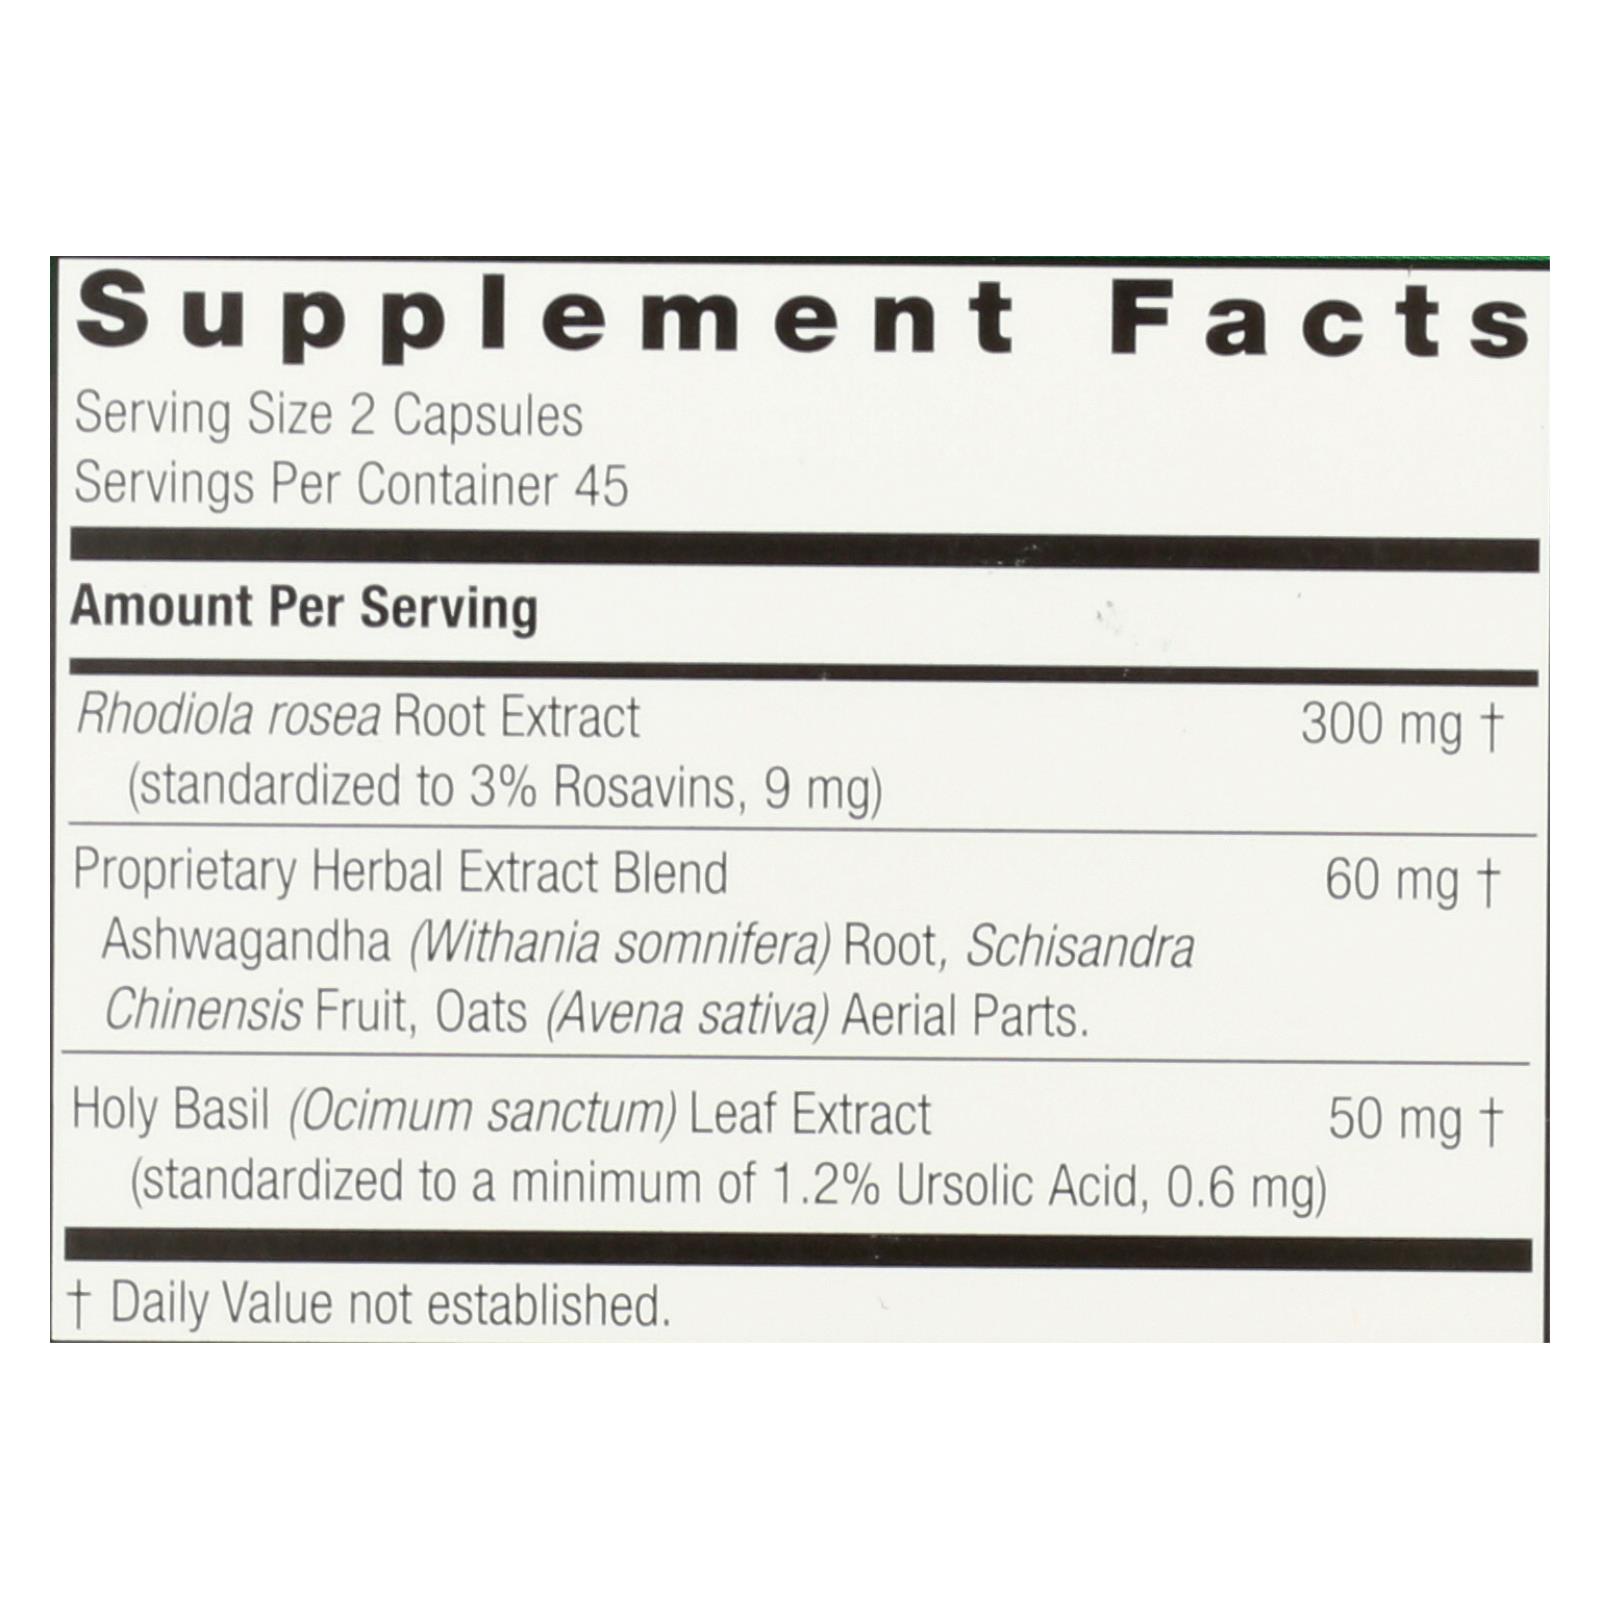 Supplement Facts
Serving Size 2 Capsules
Servings Per Container 45
Amount Per Serving
Rhodiola rosea Root Extract 300 mg †
(standardized to 3% Rosavins, 9 mg)
Proprietary Herbal Extract Blend 60 mg †
Ashwagandha (Withania somnifera) Root, Schisandra
Chinensis Fruit, Oats (Avena sativa) Aerial Parts.
Holy Basil (Ocimum sanctum) Leaf Extract 50 mg †
(standardized to a minimum of 1.2% Ursolic Acid, 0.6 mg)
† Daily Value not established.